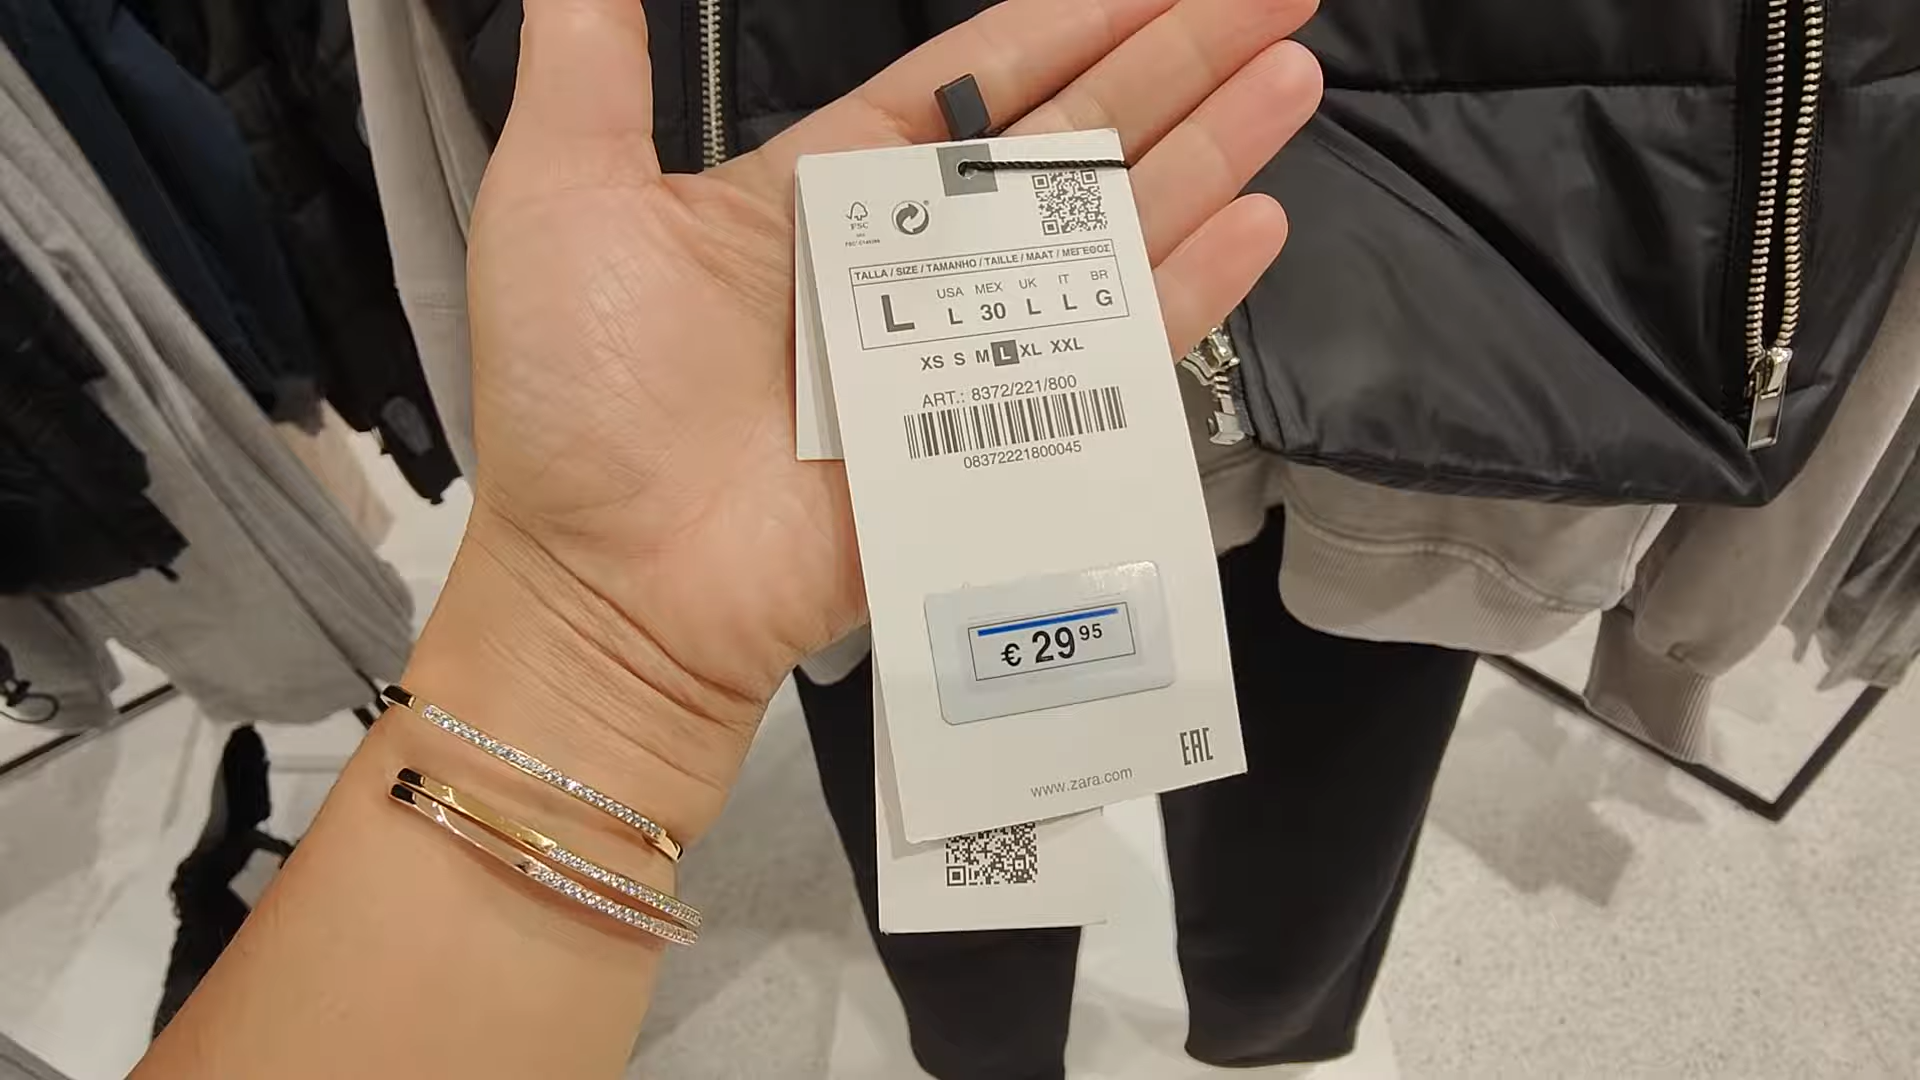 FSC
TALLA / SIZE / TAMANHO / TAILLE / MAAT / ΜΕΓΕΘΟΣ
USA MEX UK IT BR
L L 30 L L G
XS S M L XL XXL
ART.: 8372/221/800
08372221800045
€ 29 95
EAC
www.zara.com